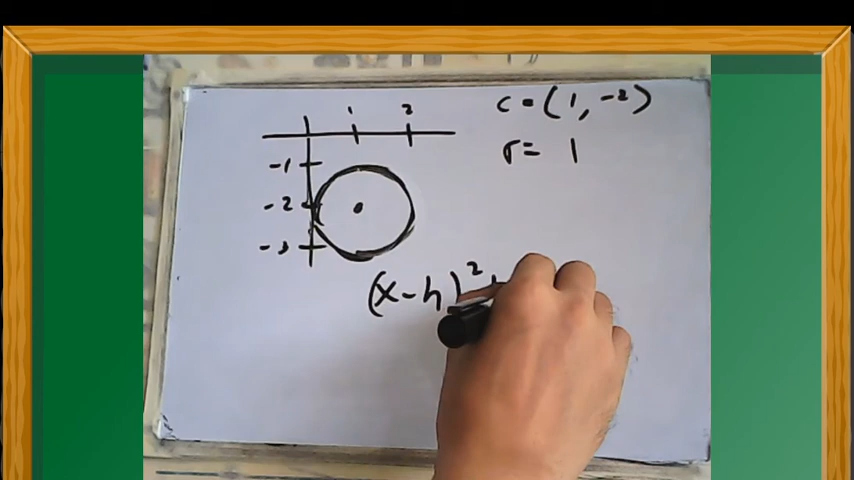 1 2
-1
-2
-3
c = (1, -2)
r = 1
(x-h)²+